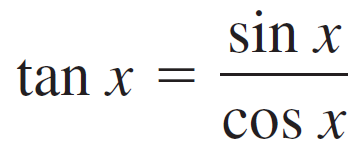 tan x = sin x / cos x